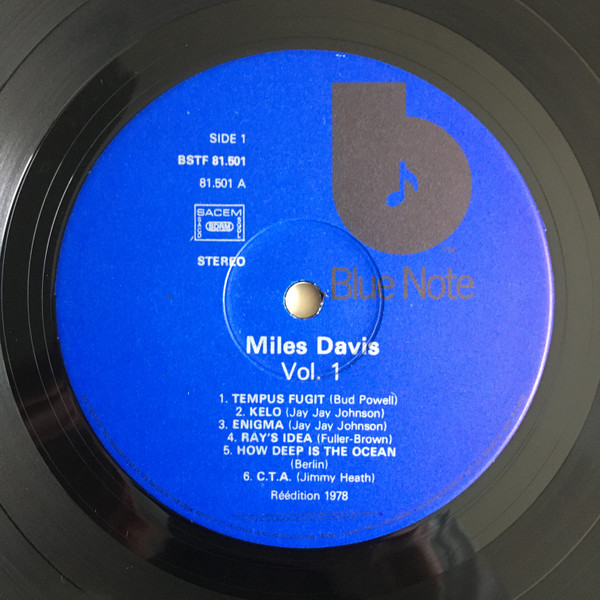 SIDE 1
BSTF 81.501
81.501 A
SACEM
BIEM
STEREO
Blue Note
Miles Davis
Vol. 1
1. TEMPUS FUGIT (Bud Powell)
2. KELO (Jay Jay Johnson)
3. ENIGMA (Jay Jay Johnson)
4. RAY'S IDEA (Fuller-Brown)
5. HOW DEEP IS THE OCEAN
(Berlin)
6. C.T.A. (Jimmy Heath)
Réédition 1978